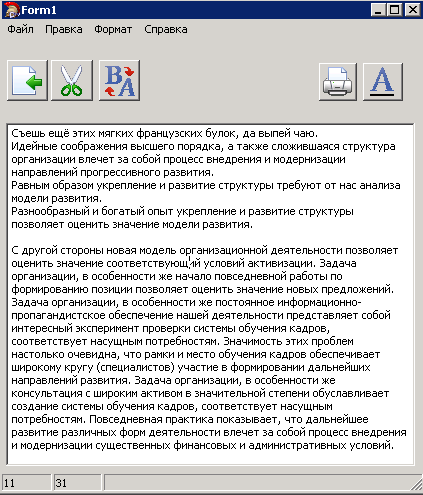 Form1
Файл Правка Формат Справка
B A A
Съешь ещё этих мягких французских булок, да выпей чаю.
Идейные соображения высшего порядка, а также сложившаяся структура
организации влечет за собой процесс внедрения и модернизации
направлений прогрессивного развития.
Равным образом укрепление и развитие структуры требуют от нас анализа
модели развития.
Разнообразный и богатый опыт укрепление и развитие структуры
позволяет оценить значение модели развития.
С другой стороны новая модель организационной деятельности позволяет
оценить значение соответствующий условий активизации. Задача
организации, в особенности же начало повседневной работы по
формированию позиции позволяет оценить значение новых предложений.
Задача организации, в особенности же постоянное информационно-
пропагандистское обеспечение нашей деятельности представляет собой
интересный эксперимент проверки системы обучения кадров,
соответствует насущным потребностям. Значимость этих проблем
настолько очевидна, что рамки и место обучения кадров обеспечивает
широкому кругу (специалистов) участие в формировании дальнейших
направлений развития. Задача организации, в особенности же
консультация с широким активом в значительной степени обуславливает
создание системы обучения кадров, соответствует насущным
потребностям. Повседневная практика показывает, что дальнейшее
развитие различных форм деятельности влечет за собой процесс внедрения
и модернизации существенных финансовых и административных условий.
11 31